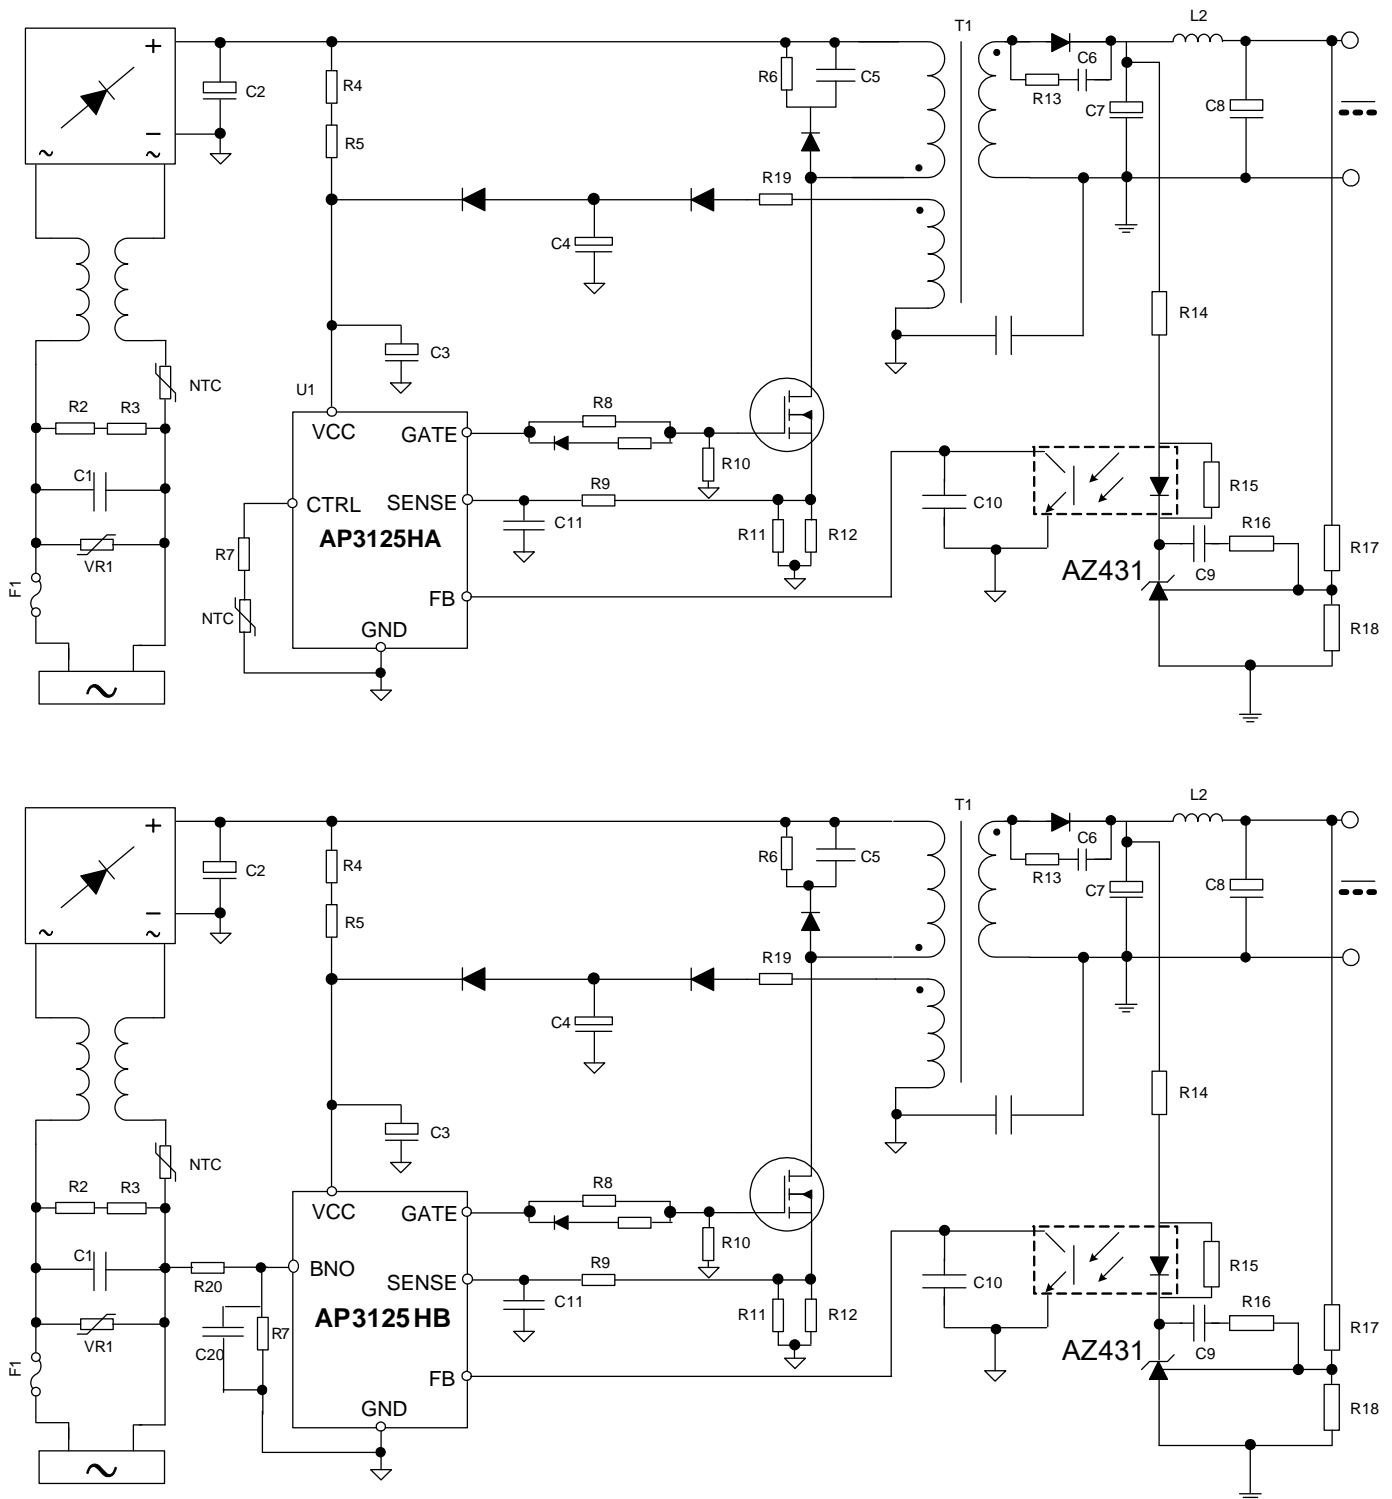 T1
L2
+
C2
R4
R6
C5
C6
R13
C7
C8
R5
−
~ ~
R19
C4
R14
C3
NTC
U1
R2 R3
VCC
GATE
R8
R10
C1
CTRL
SENSE
R9
C11
R11 R12
C10
R15
R16
R17
AP3125HA
R7
VR1
C9
AZ431
F1
NTC
FB
R18
GND
~
T1
L2
+
C2
R4
R6
C5
C6
R13
C7
C8
R5
−
~ ~
R19
C4
R14
C3
NTC
R2 R3
VCC
GATE
R8
R10
C1
R20
BNO
SENSE
R9
C11
R11 R12
C10
R15
R16
R17
AP3125HB
C20
R7
VR1
C9
AZ431
F1
FB
R18
GND
~